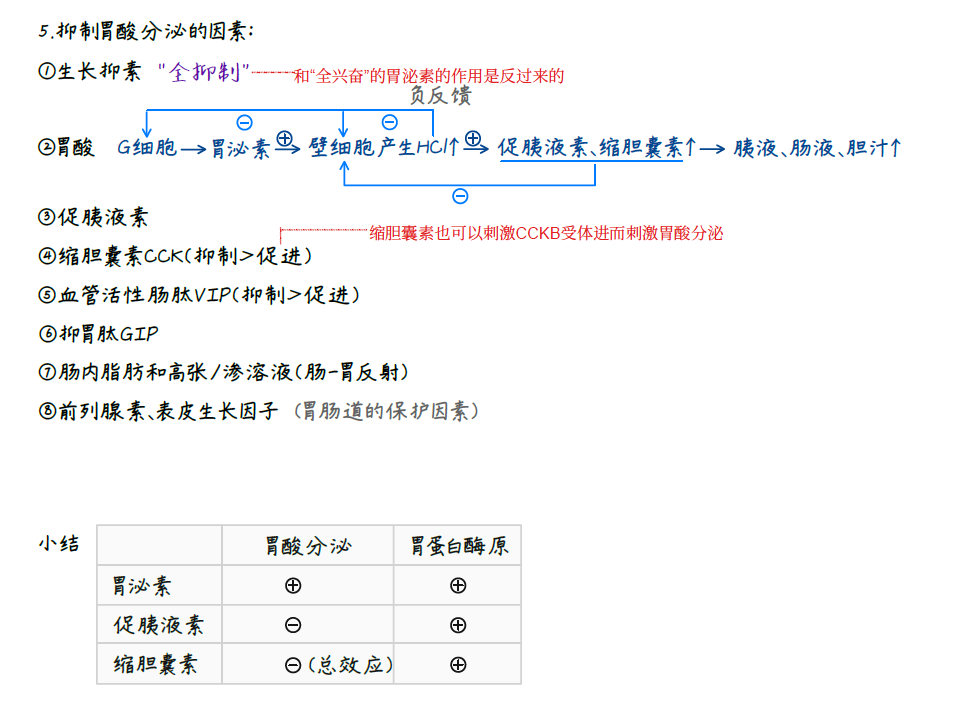 5.抑制胃酸分泌的因素:
①生长抑素 "全抑制" 和“全兴奋”的胃泌素的作用是反过来的
负反馈
⊖ ⊖
②胃酸 G细胞→胃泌素⊕→壁细胞产生HCl↑⊕→促胰液素、缩胆囊素↑→胰液、肠液、胆汁↑
⊖
③促胰液素
缩胆囊素也可以刺激CCKB受体进而刺激胃酸分泌
④缩胆囊素CCK(抑制>促进)
⑤血管活性肠肽VIP(抑制>促进)
⑥抑胃肽GIP
⑦肠内脂肪和高张/渗溶液(肠-胃反射)
⑧前列腺素、表皮生长因子 (胃肠道的保护因素)
小结 胃酸分泌 胃蛋白酶原
胃泌素 ⊕ ⊕
促胰液素 ⊖ ⊕
缩胆囊素 ⊖(总效应) ⊕